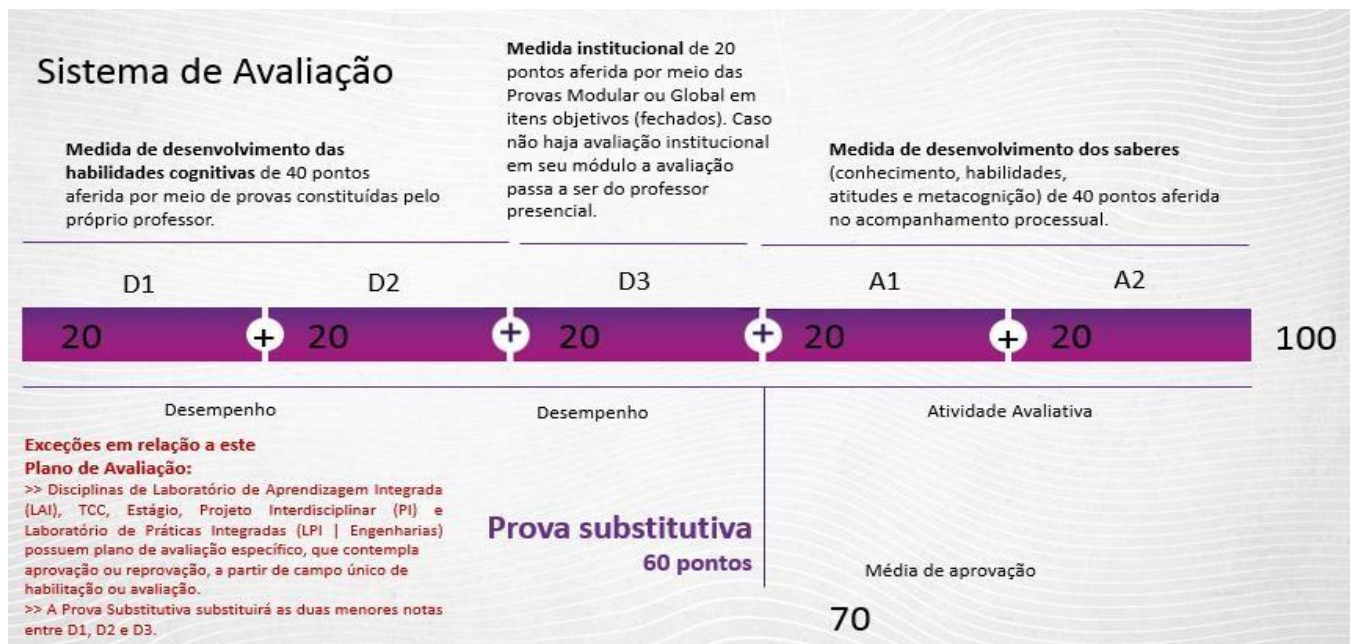 Sistema de Avaliação
Medida de desenvolvimento das
habilidades cognitivas de 40 pontos
aferida por meio de provas constituídas pelo
próprio professor.
Medida institucional de 20
pontos aferida por meio das
Provas Modular ou Global em
itens objetivos (fechados). Caso
não haja avaliação institucional
em seu módulo a avaliação
passa a ser do professor
presencial.
Medida de desenvolvimento dos saberes
(conhecimento, habilidades,
atitudes e metacognição) de 40 pontos aferida
no acompanhamento processual.
D1 D2 D3 A1 A2
20 + 20 + 20 + 20 + 20 100
Desempenho Desempenho Atividade Avaliativa
Exceções em relação a este
Plano de Avaliação:
>> Disciplinas de Laboratório de Aprendizagem Integrada
(LAI), TCC, Estágio, Projeto Interdisciplinar (PI) e
Laboratório de Práticas Integradas (LPI | Engenharias)
possuem plano de avaliação específico, que contempla
aprovação ou reprovação, a partir de campo único de
habilitação ou avaliação.
>> A Prova Substitutiva substituirá as duas menores notas
entre D1, D2 e D3.
Prova substitutiva
60 pontos
Média de aprovação
70